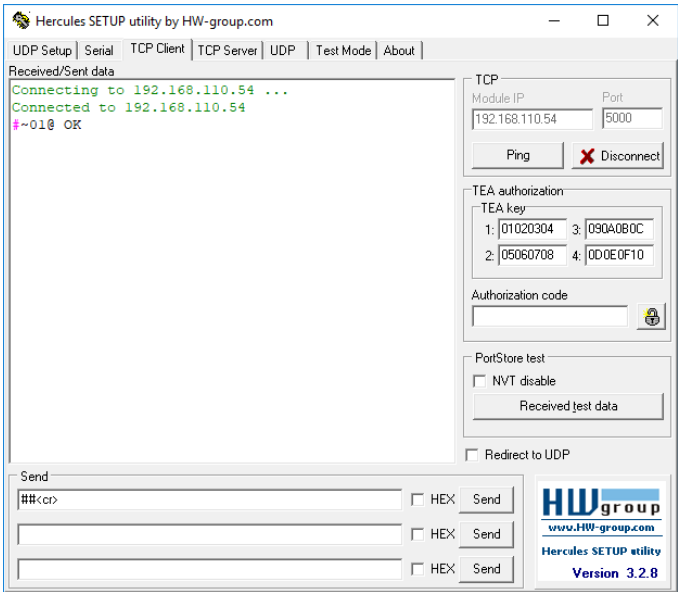 Hercules SETUP utility by HW-group.com
UDP Setup Serial TCP Client TCP Server UDP Test Mode About
Received/Sent data
Connecting to 192.168.110.54 ...
Connected to 192.168.110.54
#~01@ OK
TCP
Module IP Port
192.168.110.54 5000
Ping Disconnect
TEA authorization
TEA key
1: 01020304 3: 090A0B0C
2: 05060708 4: 0D0E0F10
Authorization code
PortStore test
NVT disable
Received test data
Redirect to UDP
Send
##<cr> HEX Send
HEX Send
HEX Send
HW group
www.HW-group.com
Hercules SETUP utility
Version 3.2.8